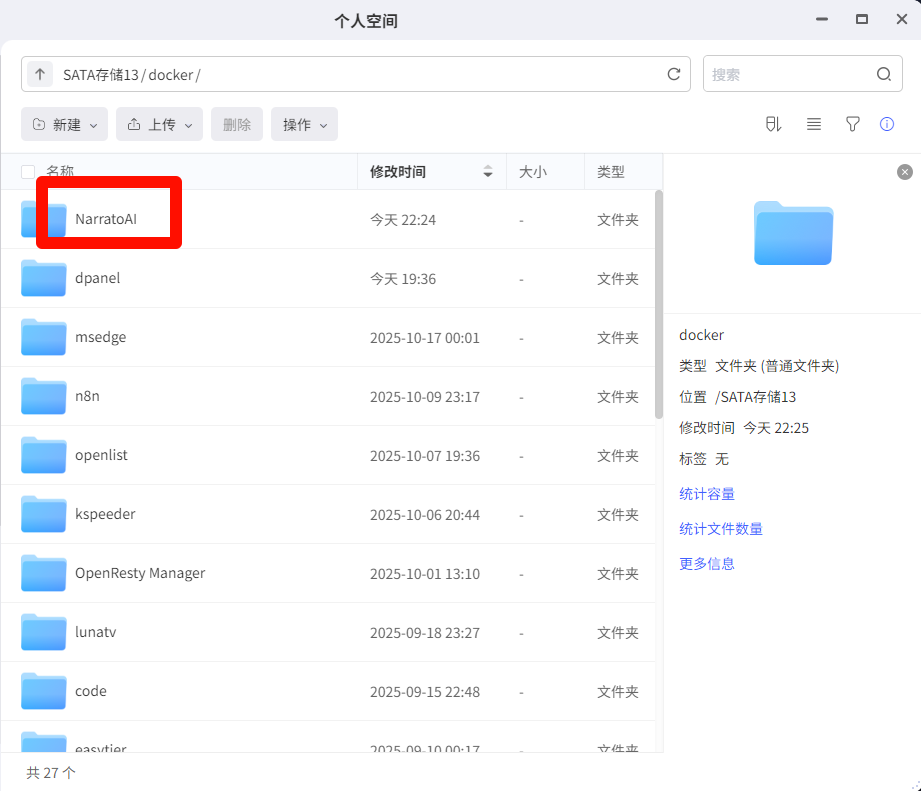 个人空间
SATA存储13/docker/
搜索
新建 上传 删除 操作
名称 修改时间 大小 类型
NarratoAI 今天 22:24 - 文件夹
dpanel 今天 19:36 - 文件夹
msedge 2025-10-17 00:01 - 文件夹
n8n 2025-10-09 23:17 - 文件夹
openlist 2025-10-07 19:36 - 文件夹
kspeeder 2025-10-06 20:44 - 文件夹
OpenResty Manager 2025-10-01 13:10 - 文件夹
lunatv 2025-09-18 23:27 - 文件夹
code 2025-09-15 22:48 - 文件夹
easytier 2025-09-10 00:17 - 文件夹
共 27 个
docker
类型 文件夹 (普通文件夹)
位置 /SATA存储13
修改时间 今天 22:25
标签 无
统计容量
统计文件数量
更多信息